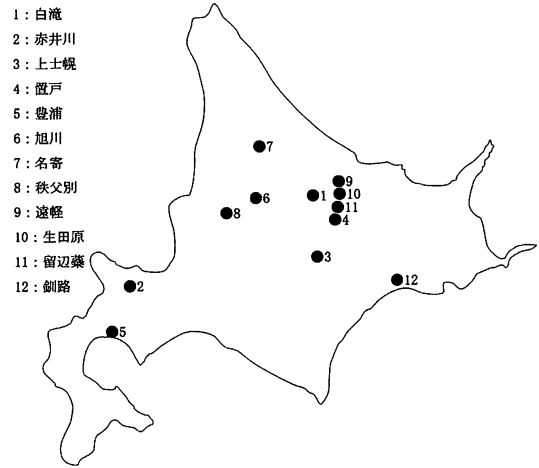 1：白滝
2：赤井川
3：上士幌
4：置戸
5：豊浦
6：旭川
7：名寄
8：秩父別
9：遠軽
10：生田原
11：留辺蘂
12：釧路
7
9
10
1
6
11
8
4
3
12
2
5